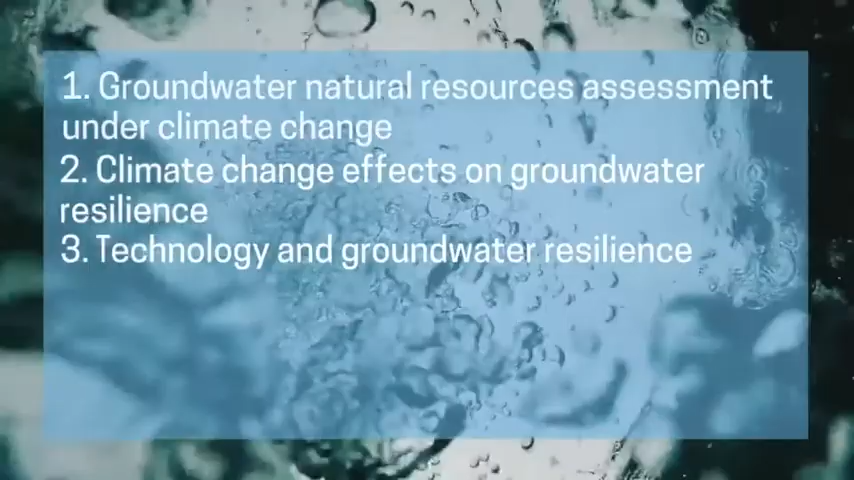 1. Groundwater natural resources assessment
under climate change
2. Climate change effects on groundwater
resilience
3. Technology and groundwater resilience